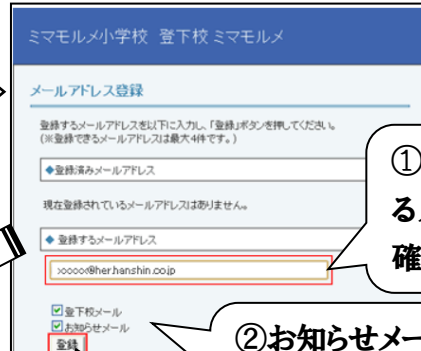 ミマモルメ小学校 登下校 ミマモルメ
メールアドレス登録
登録するメールアドレスを以下に入力し、「登録」ボタンを押してください。
(※登録できるメールアドレスは最大4件です。)
◆登録済みメールアドレス
現在登録されているメールアドレスはありません。
◆ 登録するメールアドレス
xxxxxx@her.hanshin.co.jp
登下校メール
お知らせメール
登録
①
る
確
②お知らせメー